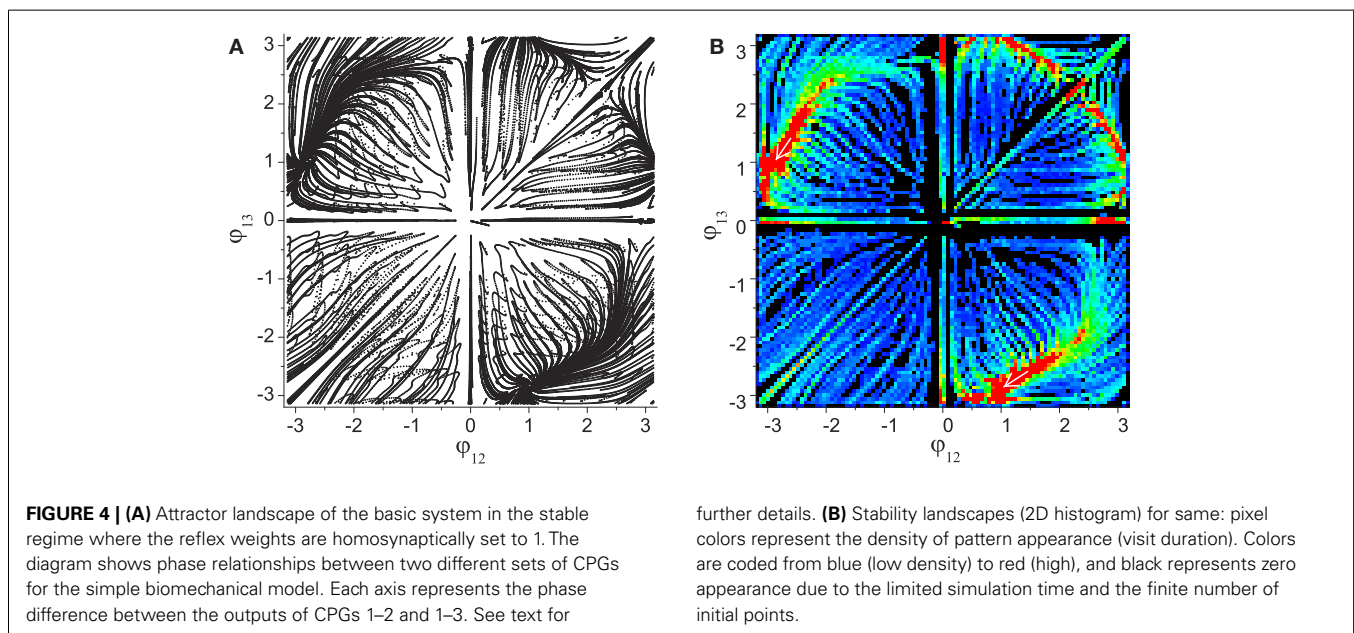 A
B
3
2
1
0
-1
-2
-3
φ13
-3 -2 -1 0 1 2 3
φ12
3
2
1
0
-1
-2
-3
φ13
-3 -2 -1 0 1 2 3
φ12
FIGURE 4 | (A) Attractor landscape of the basic system in the stable
regime where the reflex weights are homosynaptically set to 1. The
diagram shows phase relationships between two different sets of CPGs
for the simple biomechanical model. Each axis represents the phase
difference between the outputs of CPGs 1–2 and 1–3. See text for
further details. (B) Stability landscapes (2D histogram) for same: pixel
colors represent the density of pattern appearance (visit duration). Colors
are coded from blue (low density) to red (high), and black represents zero
appearance due to the limited simulation time and the finite number of
initial points.